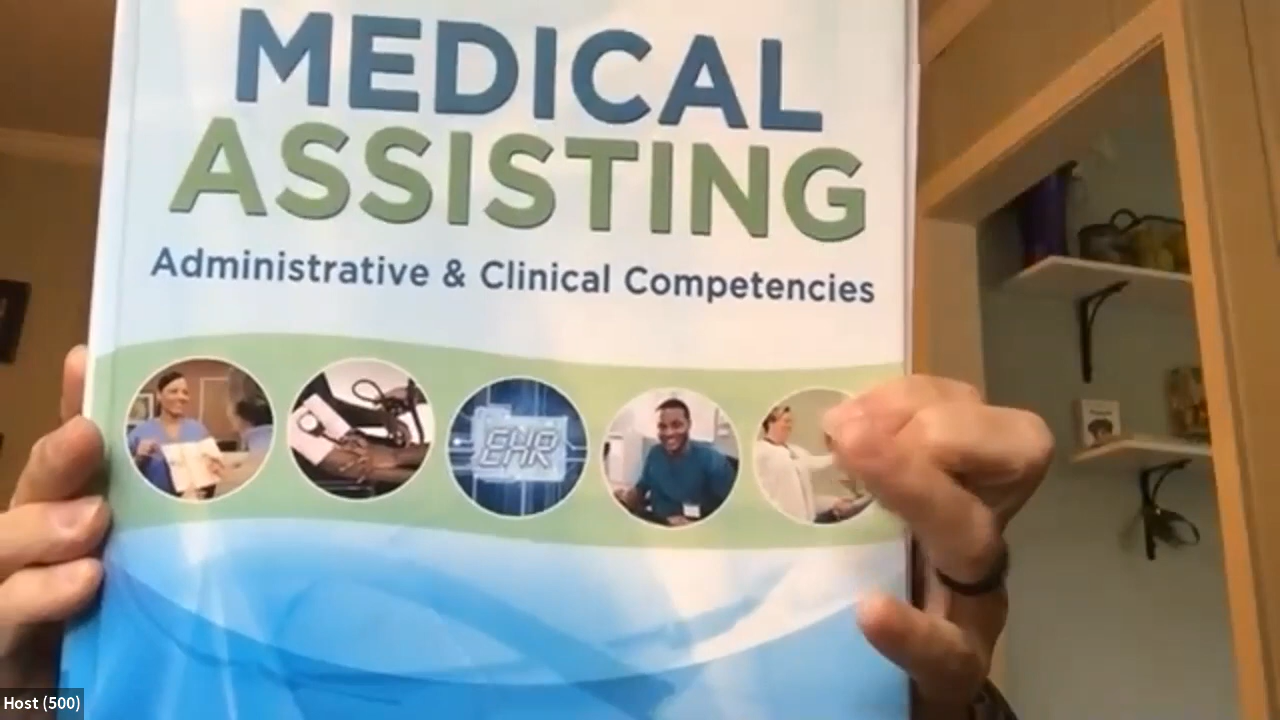 MEDICAL
ASSISTING
Administrative & Clinical Competencies
EHR
Host (500)